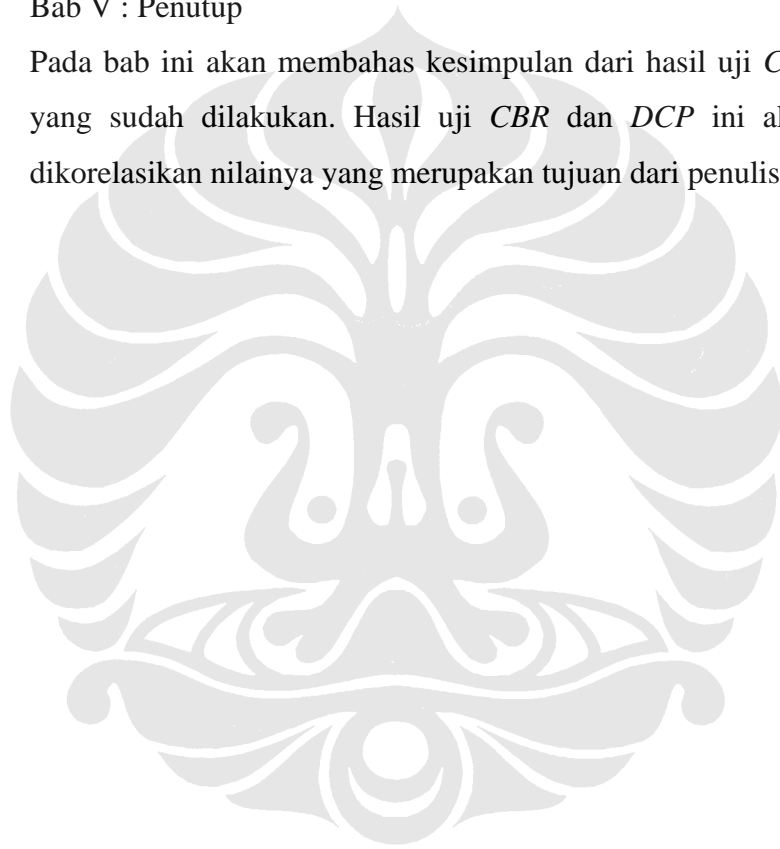 Bab V : Penutup
Pada bab ini akan membahas kesimpulan dari hasil uji
yang sudah dilakukan. Hasil uji CBR dan DCP ini
dikorelasikan nilainya yang merupakan tujuan dari